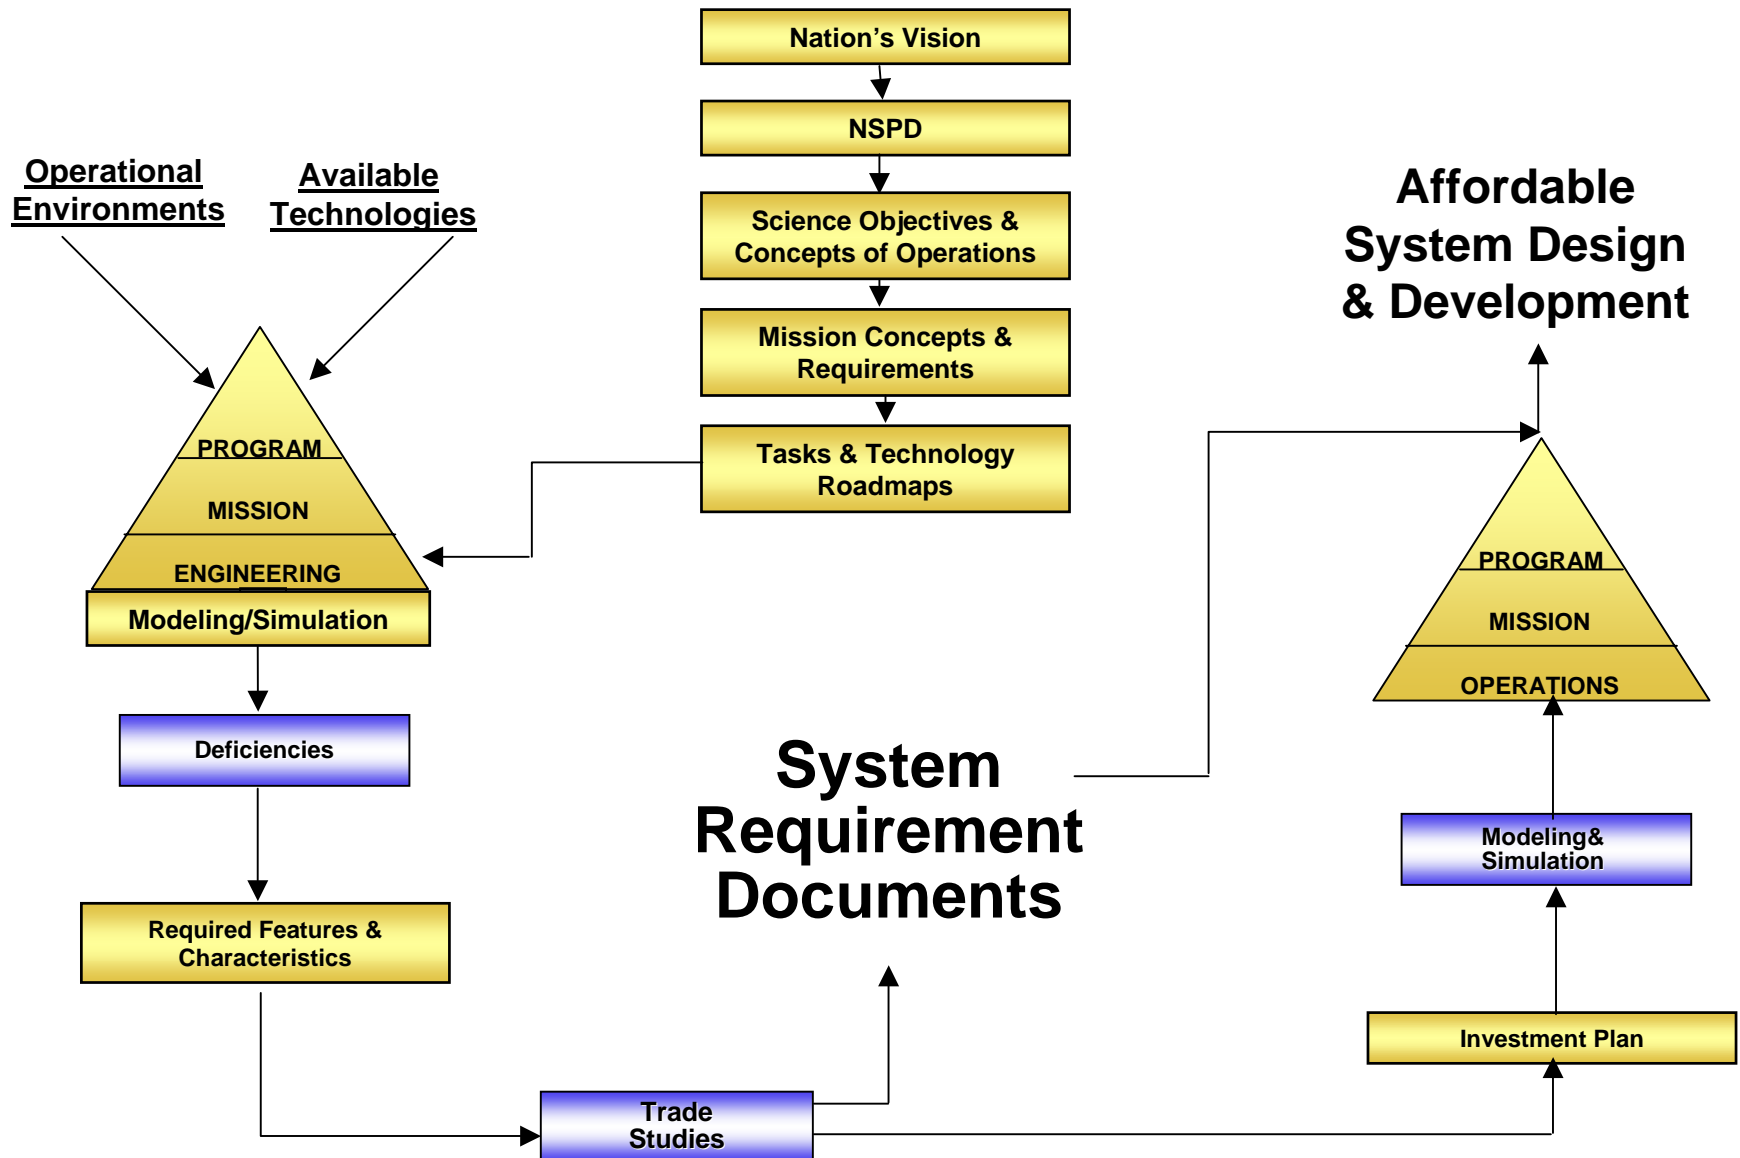 Nation's Vision
NSPD
Science Objectives &
Concepts of Operations
Mission Concepts &
Requirements
Tasks & Technology
Roadmaps
Operational
Environments
Available
Technologies
PROGRAM
MISSION
ENGINEERING
Modeling/Simulation
Deficiencies
Required Features &
Characteristics
Trade
Studies
System
Requirement
Documents
Affordable
System Design
& Development
PROGRAM
MISSION
OPERATIONS
Modeling&
Simulation
Investment Plan